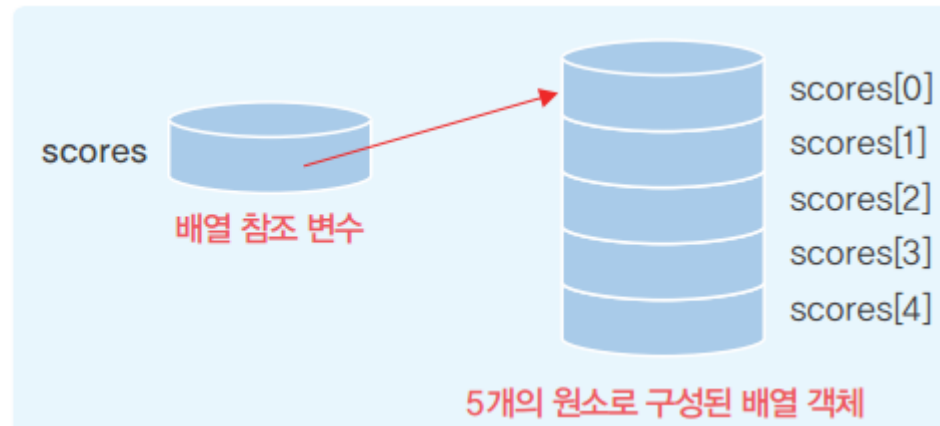 scores
배열 참조 변수
scores[0]
scores[1]
scores[2]
scores[3]
scores[4]
5개의 원소로 구성된 배열 객체